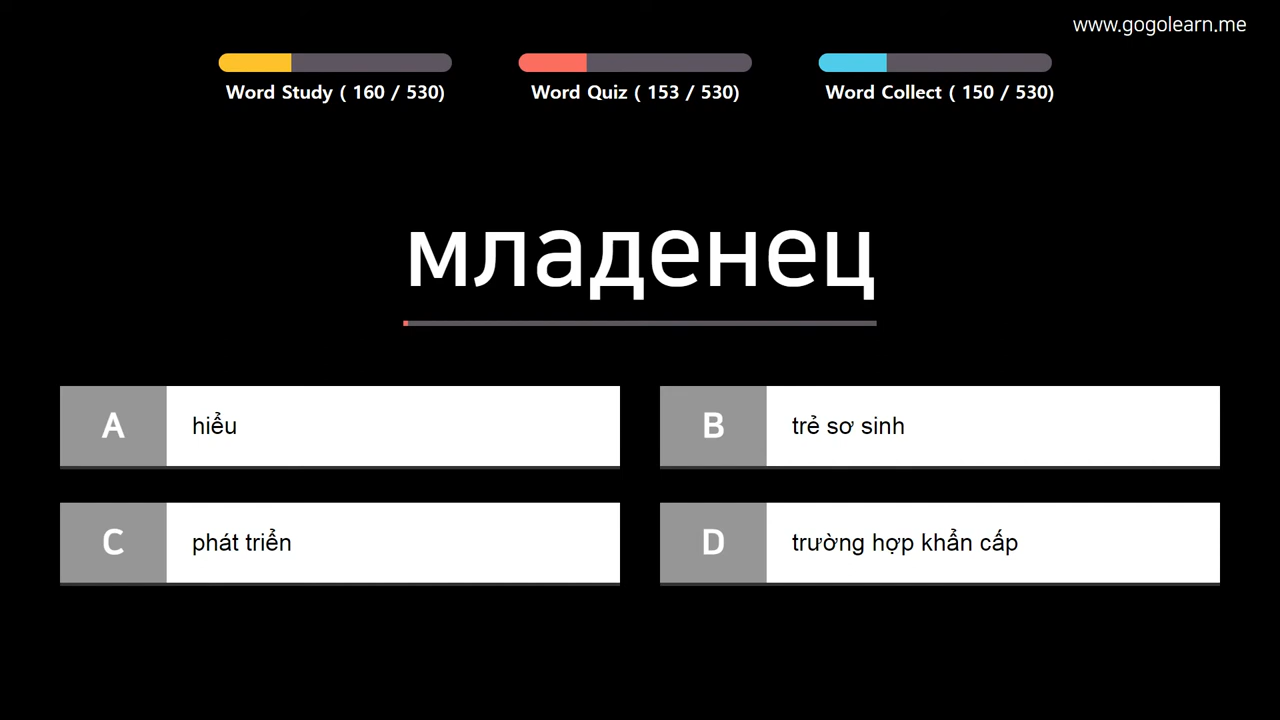 www.gogolearn.me
Word Study ( 160 / 530)
Word Quiz ( 153 / 530)
Word Collect ( 150 / 530)
младенец
A hiểu
B trẻ sơ sinh
C phát triển
D trường hợp khẩn cấp